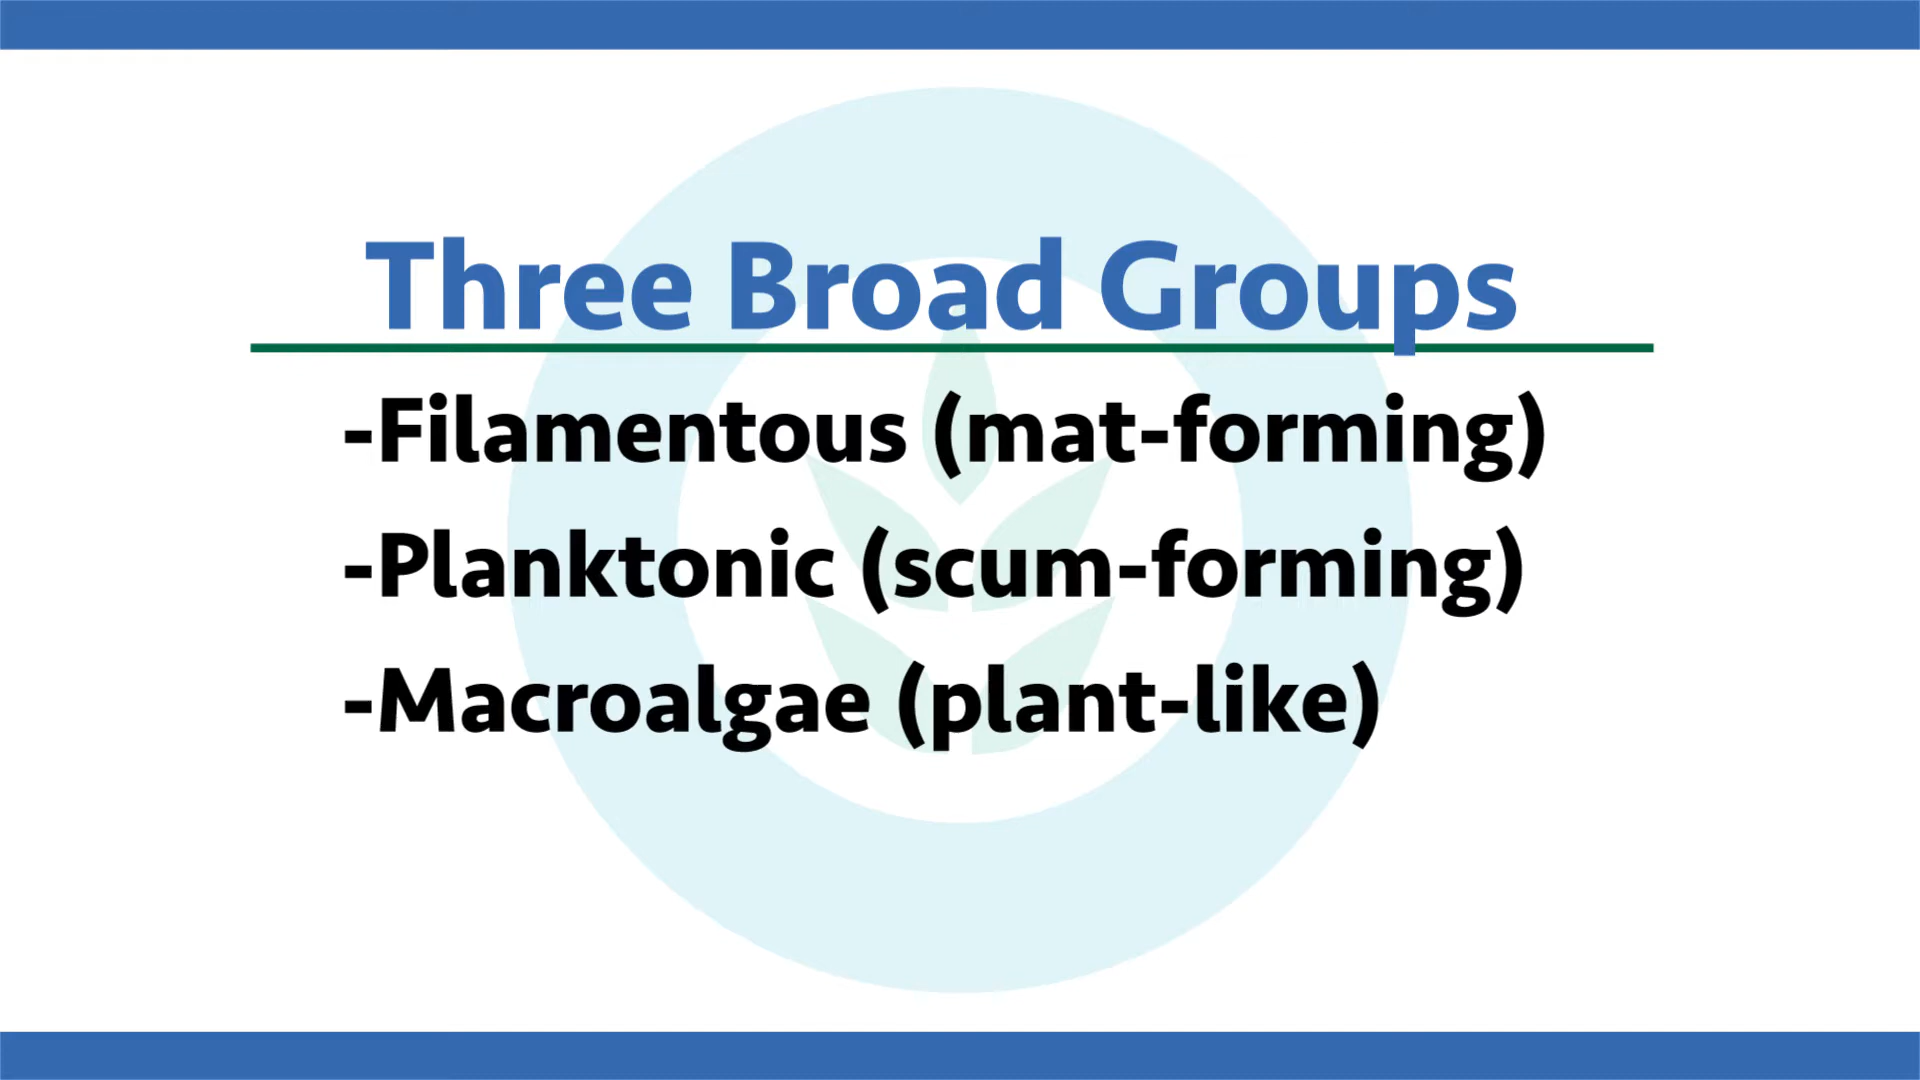 Three Broad Groups
-Filamentous (mat-forming)
-Planktonic (scum-forming)
-Macroalgae (plant-like)